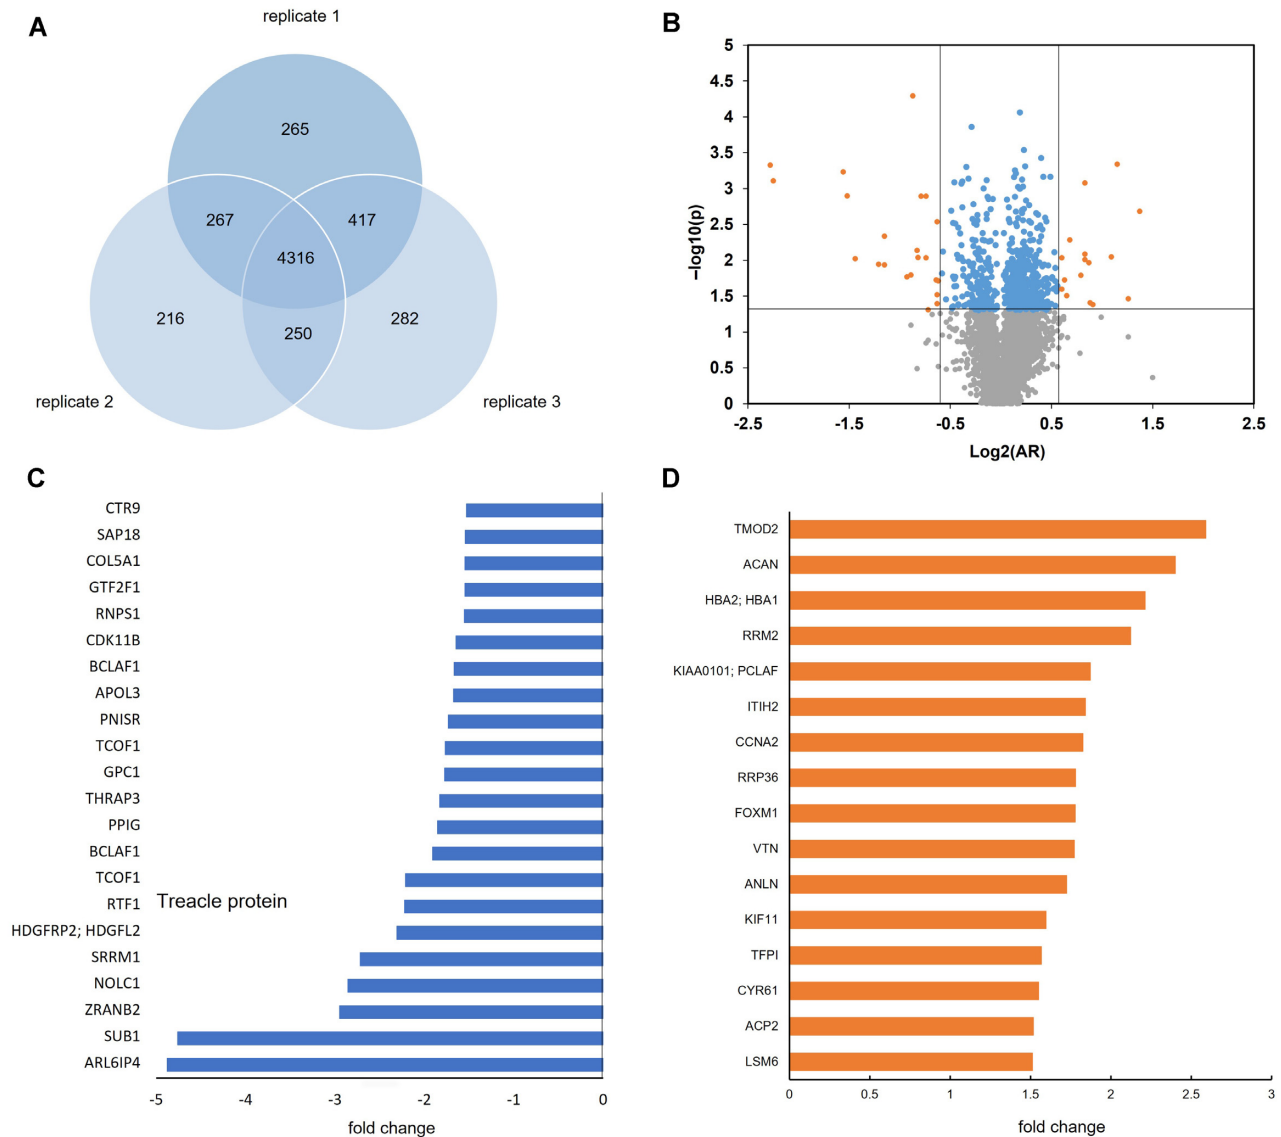 A
replicate 1
265
267
417
4316
216
250
282
replicate 2
replicate 3
B
5
4.5
4
3.5
3
2.5
2
1.5
1
0.5
0
–log10(p)
-2.5
-1.5
-0.5
0.5
1.5
2.5
Log2(AR)
C
CTR9
SAP18
COL5A1
GTF2F1
RNPS1
CDK11B
BCLAF1
APOL3
PNISR
TCOF1
GPC1
THRAP3
PPIG
BCLAF1
TCOF1
Treacle protein
RTF1
HDGFRP2; HDGFL2
SRRM1
NOLC1
ZRANB2
SUB1
ARL6IP4
-5
-4
-3
-2
-1
0
fold change
D
TMOD2
ACAN
HBA2; HBA1
RRM2
KIAA0101; PCLAF
ITIH2
CCNA2
RRP36
FOXM1
VTN
ANLN
KIF11
TFPI
CYR61
ACP2
LSM6
0
0.5
1
1.5
2
2.5
3
fold change